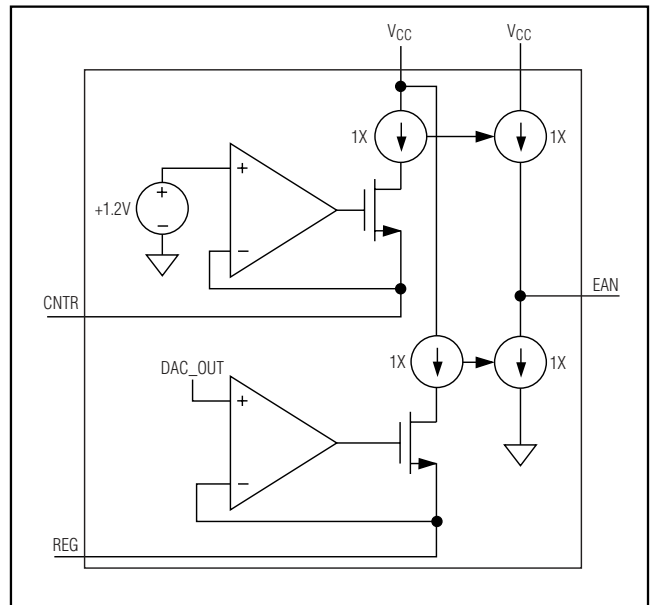 VCC VCC
1X 1X
+
+
+1.2V
−
−
CNTR
EAN
DAC_OUT
1X 1X
+
−
REG